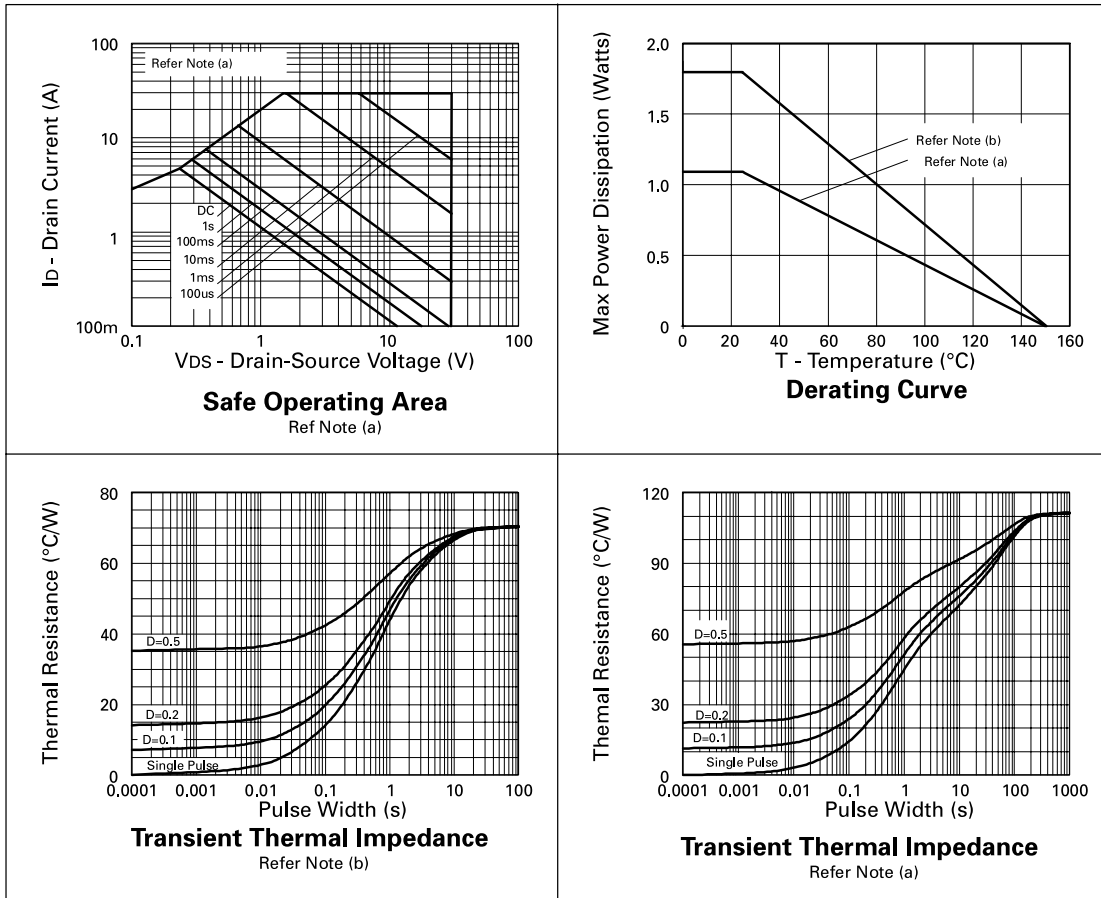 100
10
1
100m
ID - Drain Current (A)
Refer Note (a)
DC
1s
100ms
10ms
1ms
100us
0.1
1
10
100
VDS - Drain-Source Voltage (V)
Safe Operating Area
Ref Note (a)
2.0
1.5
1.0
0.5
0
Max Power Dissipation (Watts)
Refer Note (b)
Refer Note (a)
0
20
40
60
80
100
120
140
160
T - Temperature (°C)
Derating Curve
80
60
40
20
0
Thermal Resistance (°C/W)
D=0.5
D=0.2
D=0.1
Single Pulse
0.0001
0.001
0.01
0.1
1
10
100
Pulse Width (s)
Transient Thermal Impedance
Refer Note (b)
120
90
60
30
0
Themal Resistance (°C/W)
D=0.5
D=0.2
D=0.1
Single Pulse
0.0001
0.001
0.01
0.1
1
10
100
1000
Pulse Width (s)
Transient Thermal Impedance
Refer Note (a)